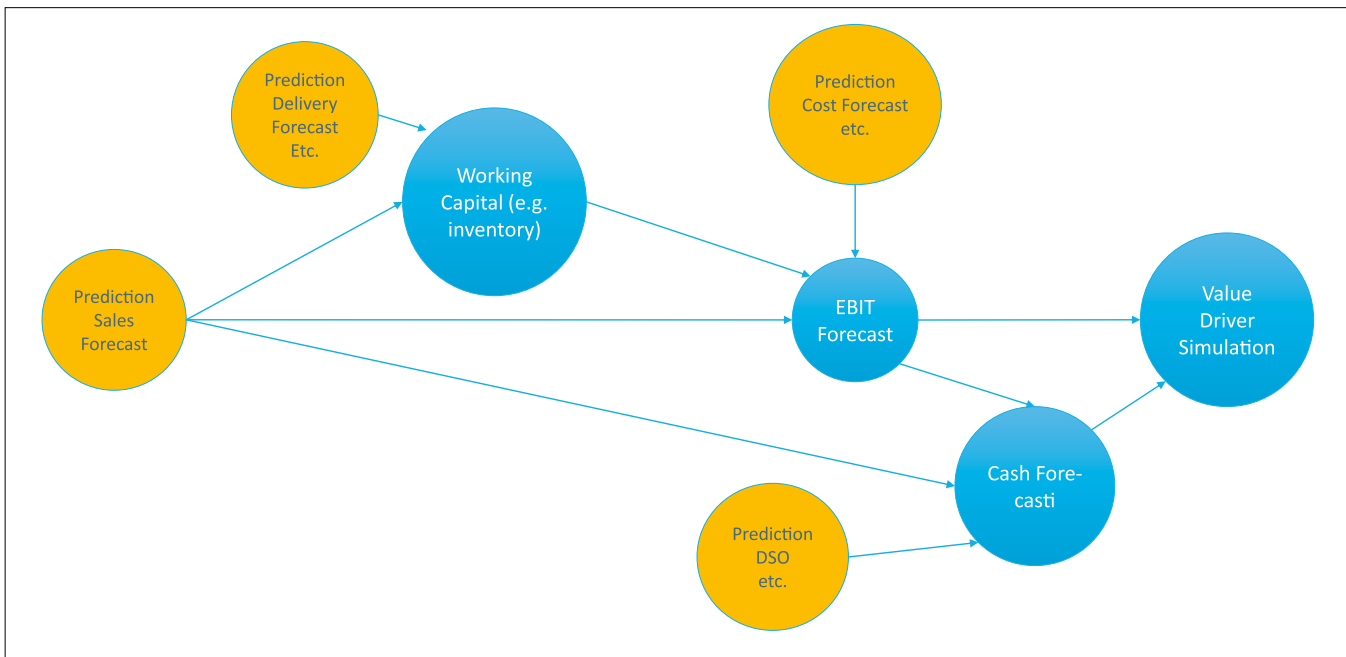 Prediction
Delivery
Forecast
Etc.
Prediction
Cost Forecast
etc.
Working
Capital (e.g.
inventory)
Prediction
Sales
Forecast
EBIT
Forecast
Value
Driver
Simulation
Cash Fore-
casti
Prediction
DSO
etc.